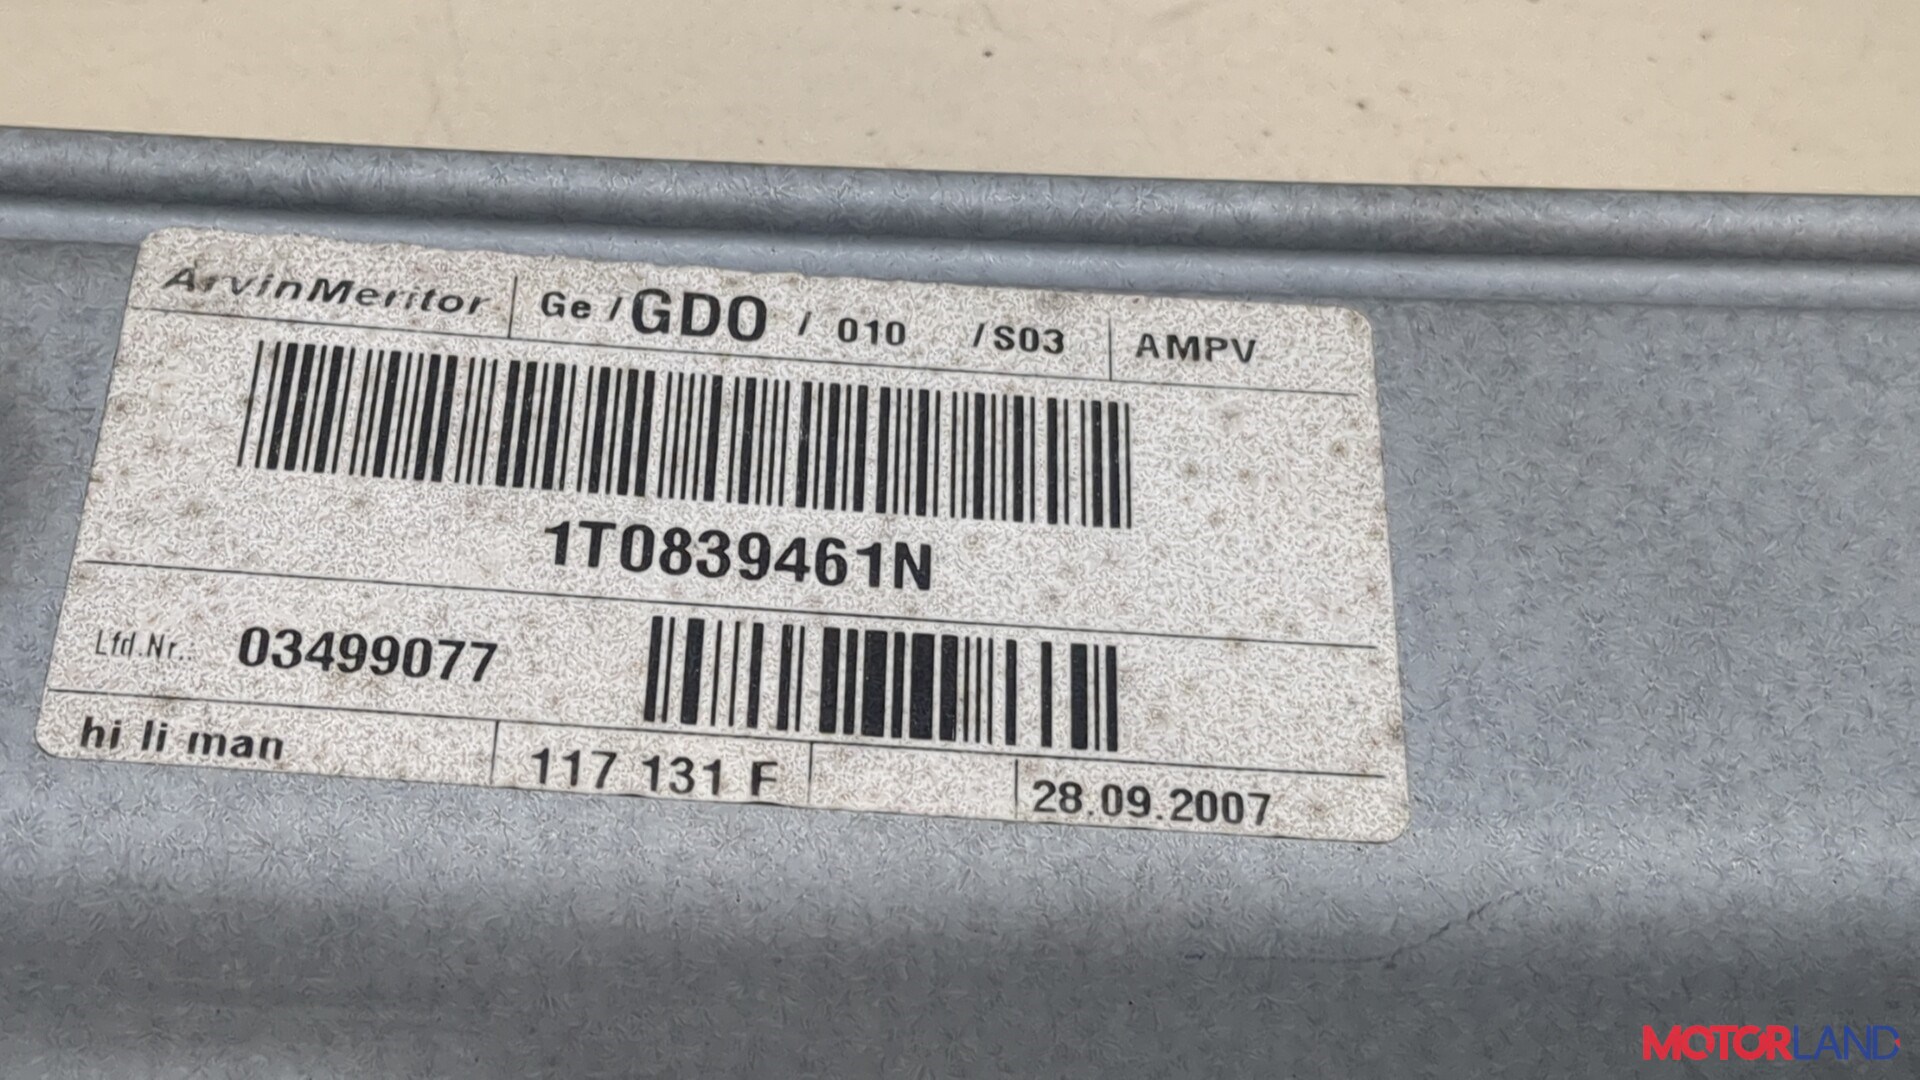 ArvinMeritor Ge / GDO / 010 / S03 AMPV
1T0839461N
Lfd.Nr.: 03499077
hi li man 117 131 F 28.09.2007
MOTORLAND